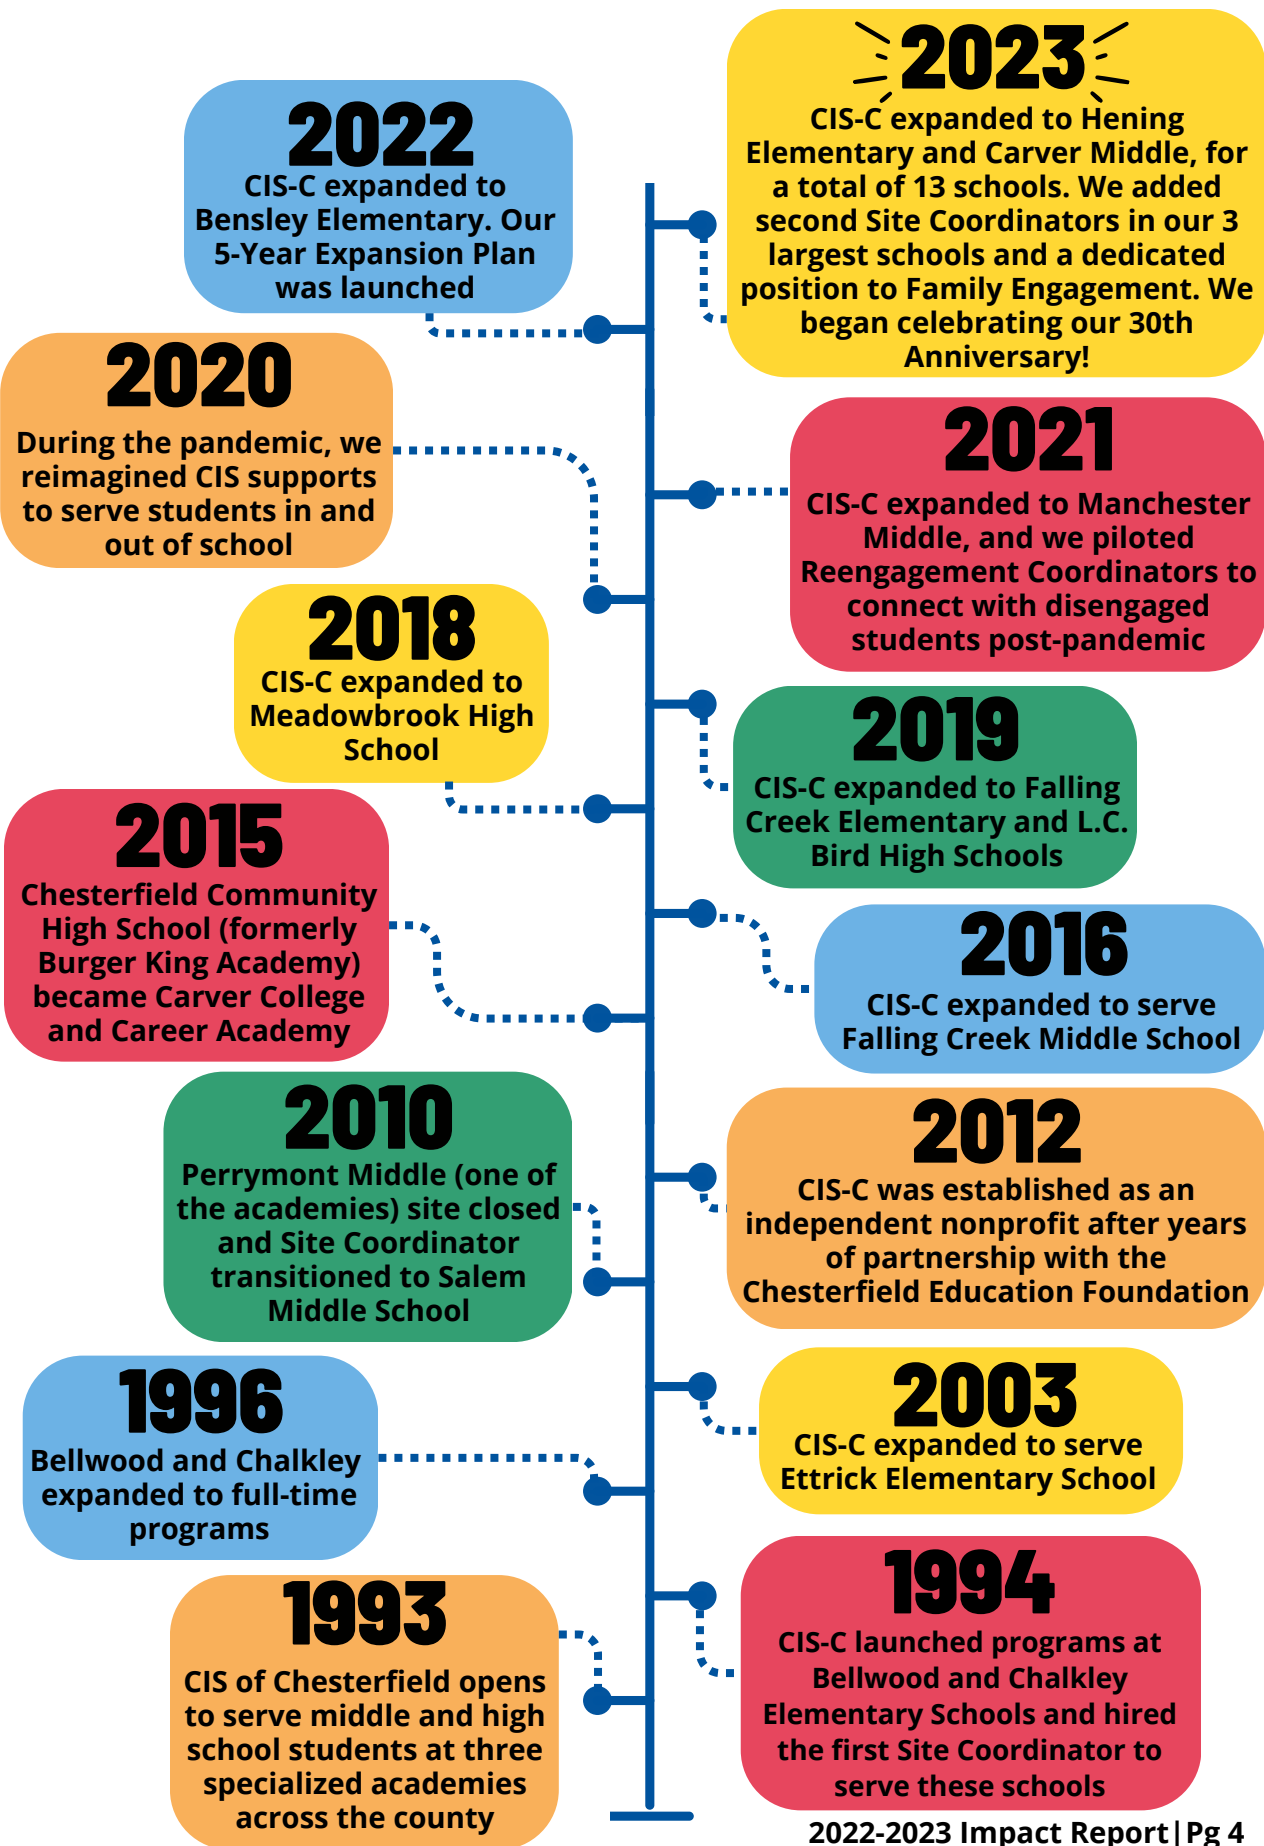 2023
CIS-C expanded to Hening
Elementary and Carver Middle, for
a total of 13 schools. We added
second Site Coordinators in our 3
largest schools and a dedicated
position to Family Engagement. We
began celebrating our 30th
Anniversary!
2022
CIS-C expanded to
Bensley Elementary. Our
5-Year Expansion Plan
was launched
2021
CIS-C expanded to Manchester
Middle, and we piloted
Reengagement Coordinators to
connect with disengaged
students post-pandemic
2020
During the pandemic, we
reimagined CIS supports
to serve students in and
out of school
2019
CIS-C expanded to Falling
Creek Elementary and L.C.
Bird High Schools
2018
CIS-C expanded to
Meadowbrook High
School
2016
CIS-C expanded to serve
Falling Creek Middle School
2015
Chesterfield Community
High School (formerly
Burger King Academy)
became Carver College
and Career Academy
2012
CIS-C was established as an
independent nonprofit after years
of partnership with the
Chesterfield Education Foundation
2010
Perrymont Middle (one of
the academies) site closed
and Site Coordinator
transitioned to Salem
Middle School
2003
CIS-C expanded to serve
Ettrick Elementary School
1996
Bellwood and Chalkley
expanded to full-time
programs
1994
CIS-C launched programs at
Bellwood and Chalkley
Elementary Schools and hired
the first Site Coordinator to
serve these schools
1993
CIS of Chesterfield opens
to serve middle and high
school students at three
specialized academies
across the county
2022-2023 Impact Report|Pg 4